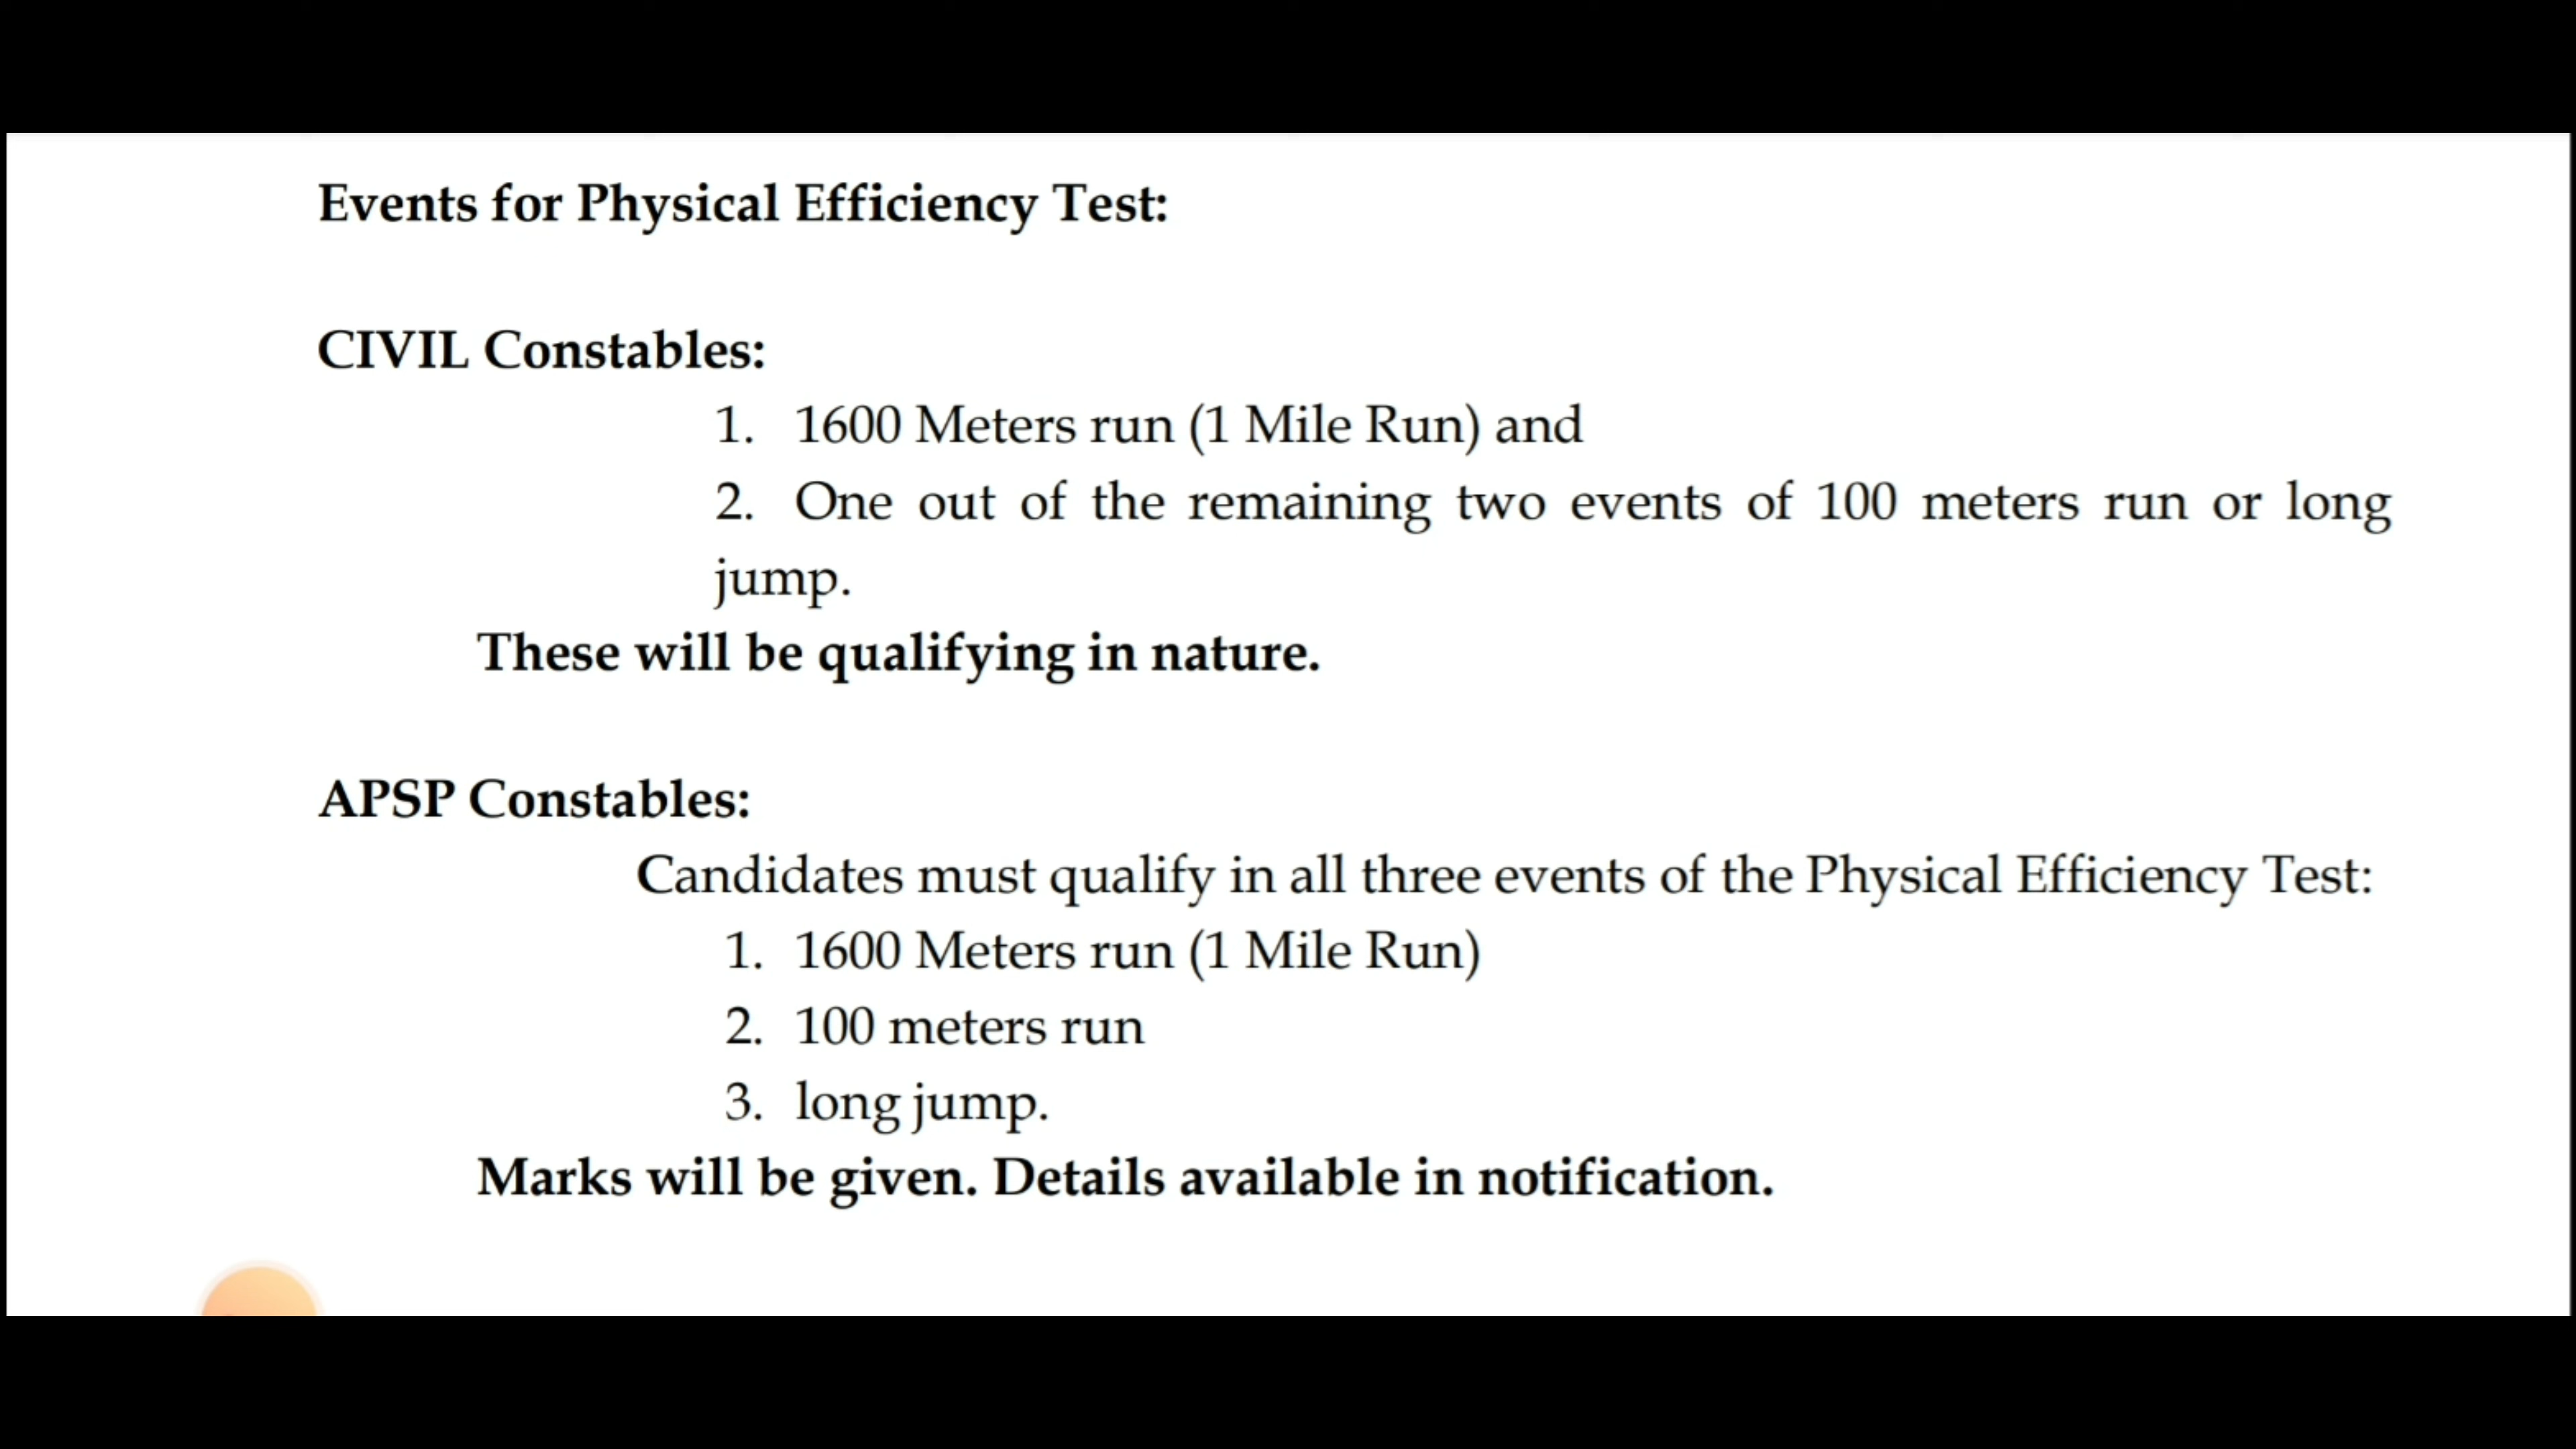 Events for Physical Efficiency Test:
CIVIL Constables:
1. 1600 Meters run (1 Mile Run) and
2. One out of the remaining two events of 100 meters run or long
jump.
These will be qualifying in nature.
APSP Constables:
Candidates must qualify in all three events of the Physical Efficiency Test:
1. 1600 Meters run (1 Mile Run)
2. 100 meters run
3. long jump.
Marks will be given. Details available in notification.